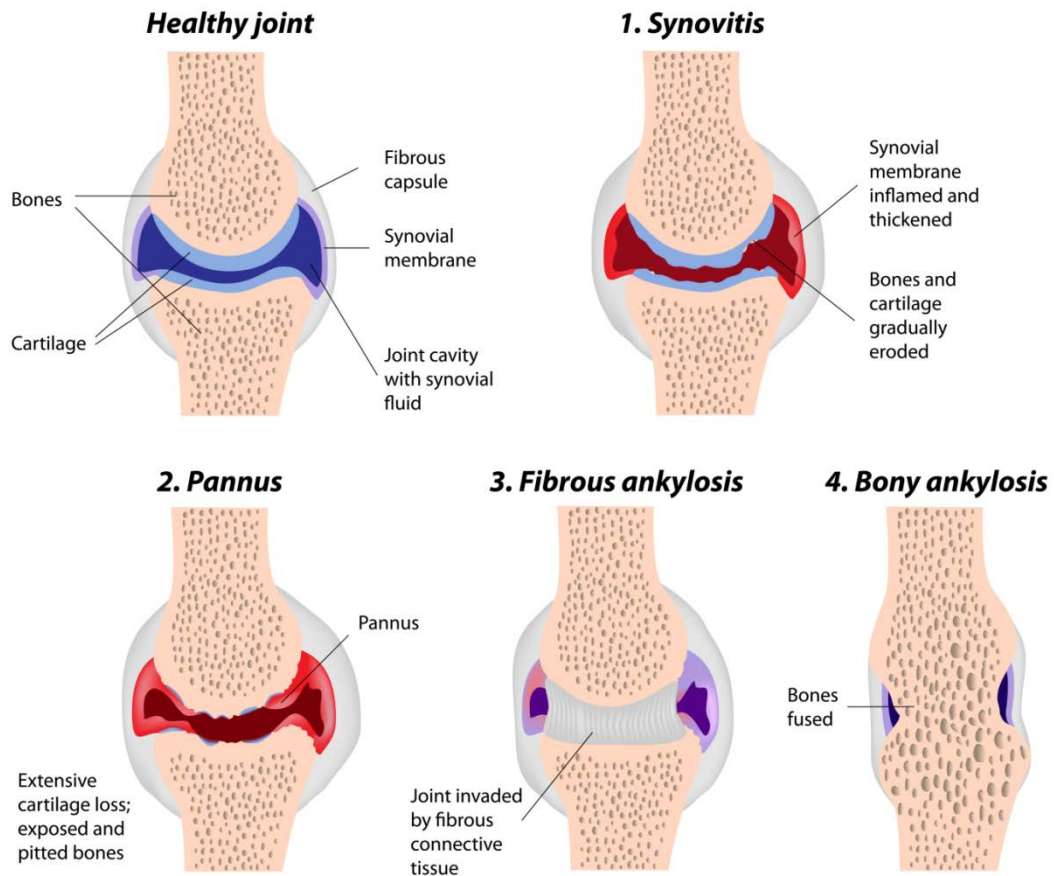 Healthy joint
Bones
Cartilage
Fibrous
capsule
Synovial
membrane
Joint cavity
with synovial
fluid
1. Synovitis
Synovial
membrane
inflamed and
thickened
Bones and
cartilage
gradually
eroded
2. Pannus
Pannus
Extensive
cartilage loss;
exposed and
pitted bones
3. Fibrous ankylosis
Joint invaded
by fibrous
connective
tissue
4. Bony ankylosis
Bones
fused